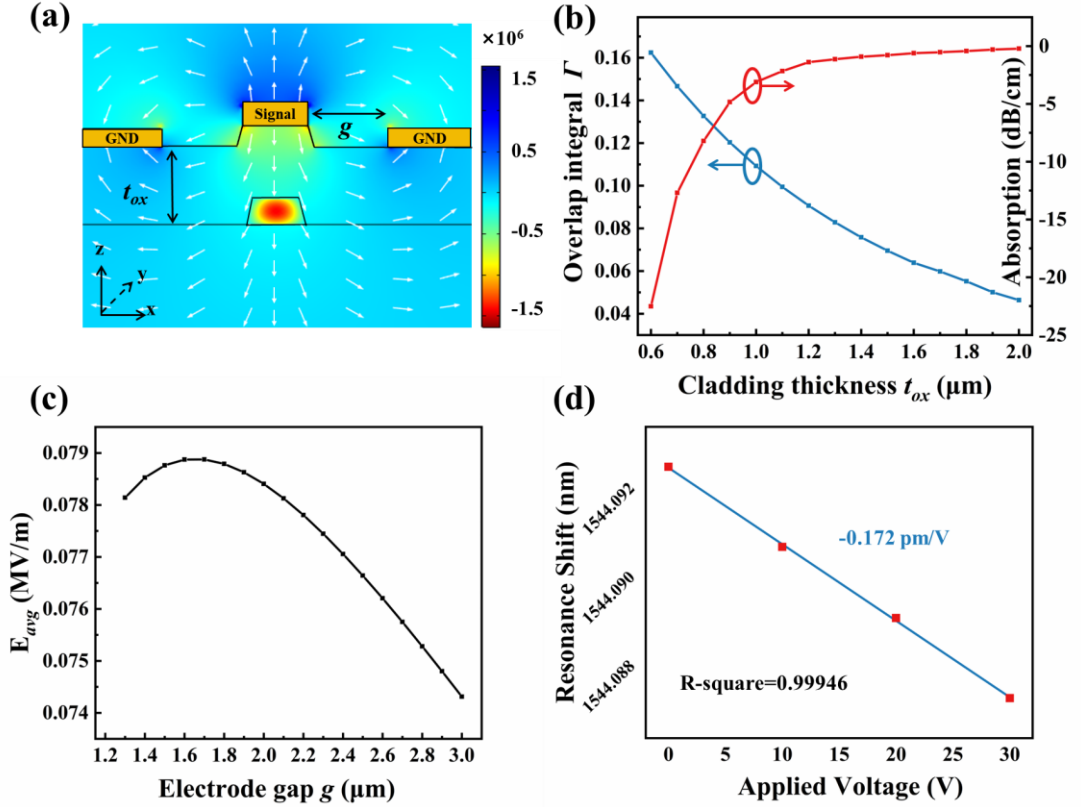 (a)
×10⁶
1.5
0.5
-0.5
-1.5
Signal
GND
GND
g
t_ox
z
y
x
(b)
Overlap integral Γ
0.16
0.14
0.12
0.10
0.08
0.06
0.04
0.6 0.8 1.0 1.2 1.4 1.6 1.8 2.0
Cladding thickness t_ox (μm)
Absorption (dB/cm)
0
-5
-10
-15
-20
-25
(c)
E_avg (MV/m)
0.079
0.078
0.077
0.076
0.075
0.074
1.2 1.4 1.6 1.8 2.0 2.2 2.4 2.6 2.8 3.0
Electrode gap g (μm)
(d)
Resonance Shift (nm)
1544.092
1544.090
1544.088
-0.172 pm/V
R-square=0.99946
0 10 20 30
Applied Voltage (V)